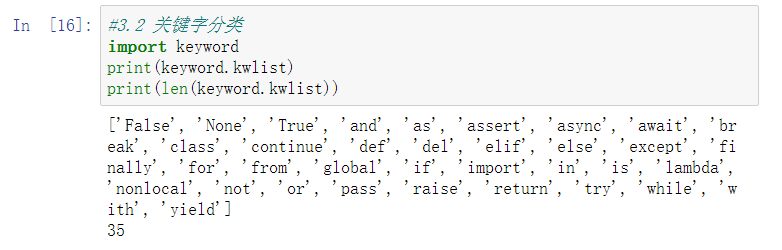 In [16]: #3.2 关键字分类
import keyword
print(keyword.kwlist)
print(len(keyword.kwlist))
['False', 'None', 'True', 'and', 'as', 'assert', 'async', 'await', 'br
eak', 'class', 'continue', 'def', 'del', 'elif', 'else', 'except', 'fi
nally', 'for', 'from', 'global', 'if', 'import', 'in', 'is', 'lambda',
'nonlocal', 'not', 'or', 'pass', 'raise', 'return', 'try', 'while', 'w
ith', 'yield']
35